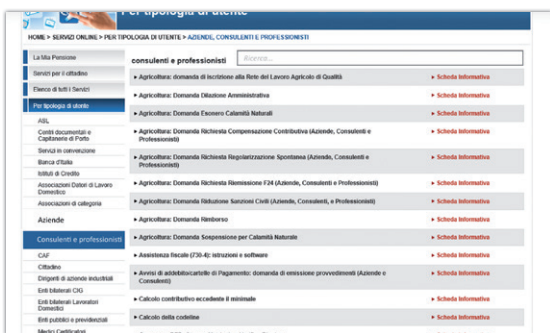 Per tipologia di utente
HOME > SERVIZI ONLINE > PER TIPOLOGIA DI UTENTE > AZIENDE, CONSULENTI E PROFESSIONISTI
La Mia Pensione
Servizi per il cittadino
Elenco di tutti i Servizi
Per tipologia di utente
ASL
Contri documentali e
Capitanerie di Porto
Servizi in convenzione
Banca d'Italia
Istituti di Credito
Associazioni Datori di Lavoro
Domestico
Associazioni di categoria
Aziende
Consulenti e professionisti
CAF
Cittadino
Dirigenti di aziende industriali
Enti bilaterali CIG
Enti bilaterali Lavoratori
Domestici
Enti pubblici e previdenziali
Medici Certificatori
consulenti e professionisti
Ricerca...
▸ Agricoltura: domanda di iscrizione alla Rete del Lavoro Agricolo di Qualità ▸ Scheda Informativa
▸ Agricoltura: Domanda Dilazione Amministrativa ▸ Scheda Informativa
▸ Agricoltura: Domanda Esonero Calamità Naturali ▸ Scheda Informativa
▸ Agricoltura: Domanda Richiesta Compensazione Contributiva (Aziende, Consulenti e ▸ Scheda Informativa
Professionisti)
▸ Agricoltura: Domanda Richiesta Regolarizzazione Spontanea (Aziende, Consulenti e ▸ Scheda Informativa
Professionisti)
▸ Agricoltura: Domanda Richiesta Riemissione F24 (Aziende, Consulenti e Professionisti) ▸ Scheda Informativa
▸ Agricoltura: Domanda Riduzione Sanzioni Civili (Aziende, Consulenti, e Professionisti) ▸ Scheda Informativa
▸ Agricoltura: Domanda Rimborso ▸ Scheda Informativa
▸ Agricoltura: Domanda Sospensione per Calamità Naturale ▸ Scheda Informativa
▸ Assistenza fiscale (730-4): istruzioni e software ▸ Scheda Informativa
▸ Avvisi di addebito/cartelle di Pagamento: domanda di emissione provvedimenti (Aziende e ▸ Scheda Informativa
Consulenti)
▸ Calcolo contributivo eccedente il minimale ▸ Scheda Informativa
▸ Calcolo della codeline ▸ Scheda Informativa